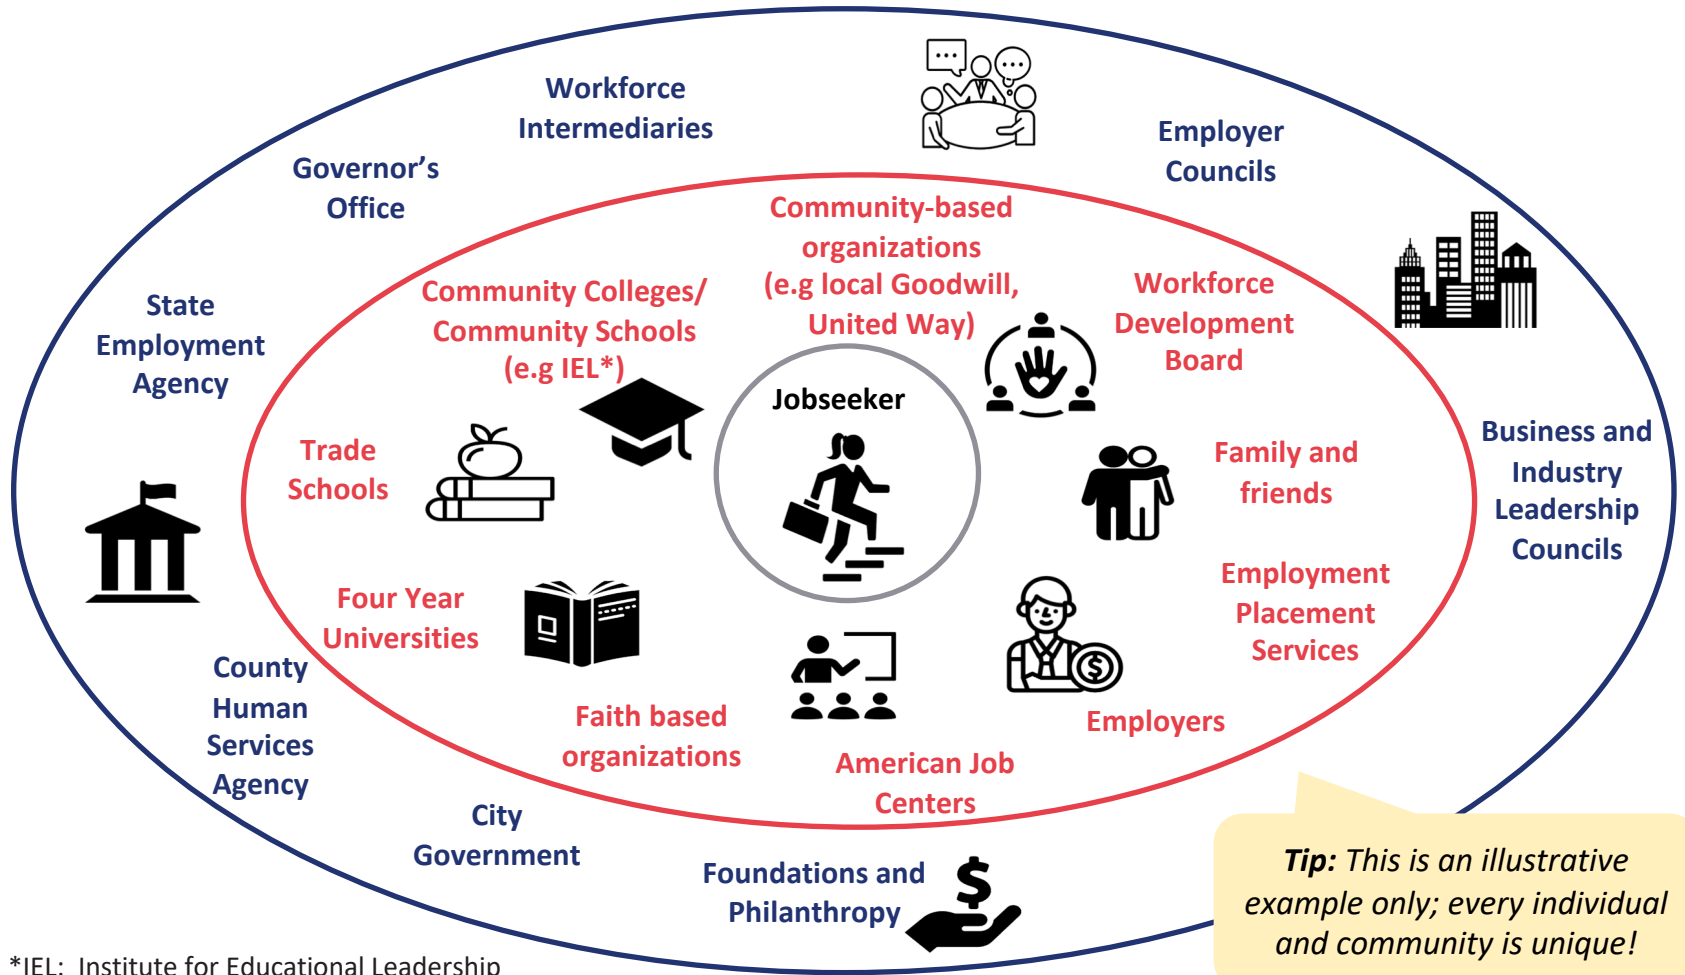 Workforce
Intermediaries
Employer
Councils
Governor’s
Office
State
Employment
Agency
Business and
Industry
Leadership
Councils
County
Human
Services
Agency
City
Government
Foundations and
Philanthropy
Community-based
organizations
(e.g local Goodwill,
United Way)
Community Colleges/
Community Schools
(e.g IEL*)
Workforce
Development
Board
Trade
Schools
Family and
friends
Four Year
Universities
Employment
Placement
Services
Faith based
organizations
American Job
Centers
Employers
Jobseeker
$
$
Tip: This is an illustrative
example only; every individual
and community is unique!
*IEL: Institute for Educational Leadership